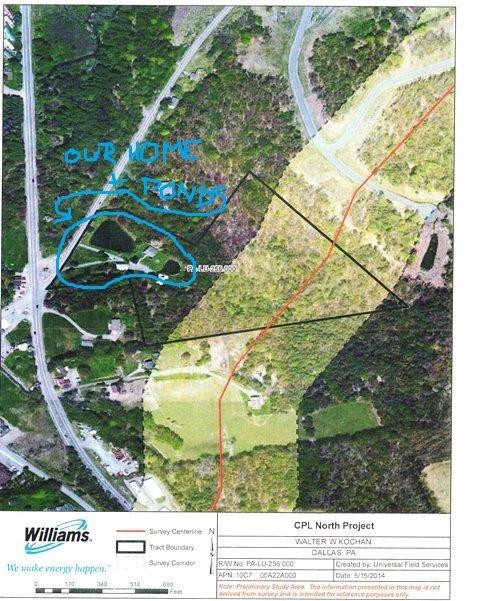 OUR HOME
+
PONDS
PA-LU-256.000
Williams.
We make energy happen.™
Survey Centerline
Tract Boundary
Survey Corridor
N
S
0 170 340 510 680
Feet
CPL North Project
WALTER W KOCHAN
DALLAS, PA
R/W No: PA-LU-256.000
Created for: Universal Field Services
APN: 10C7 00A22A000
Date: 5/15/2014
Note: Preliminary Study Area. The information presented in this map is not
derived from survey and is intended for reference purposes only.